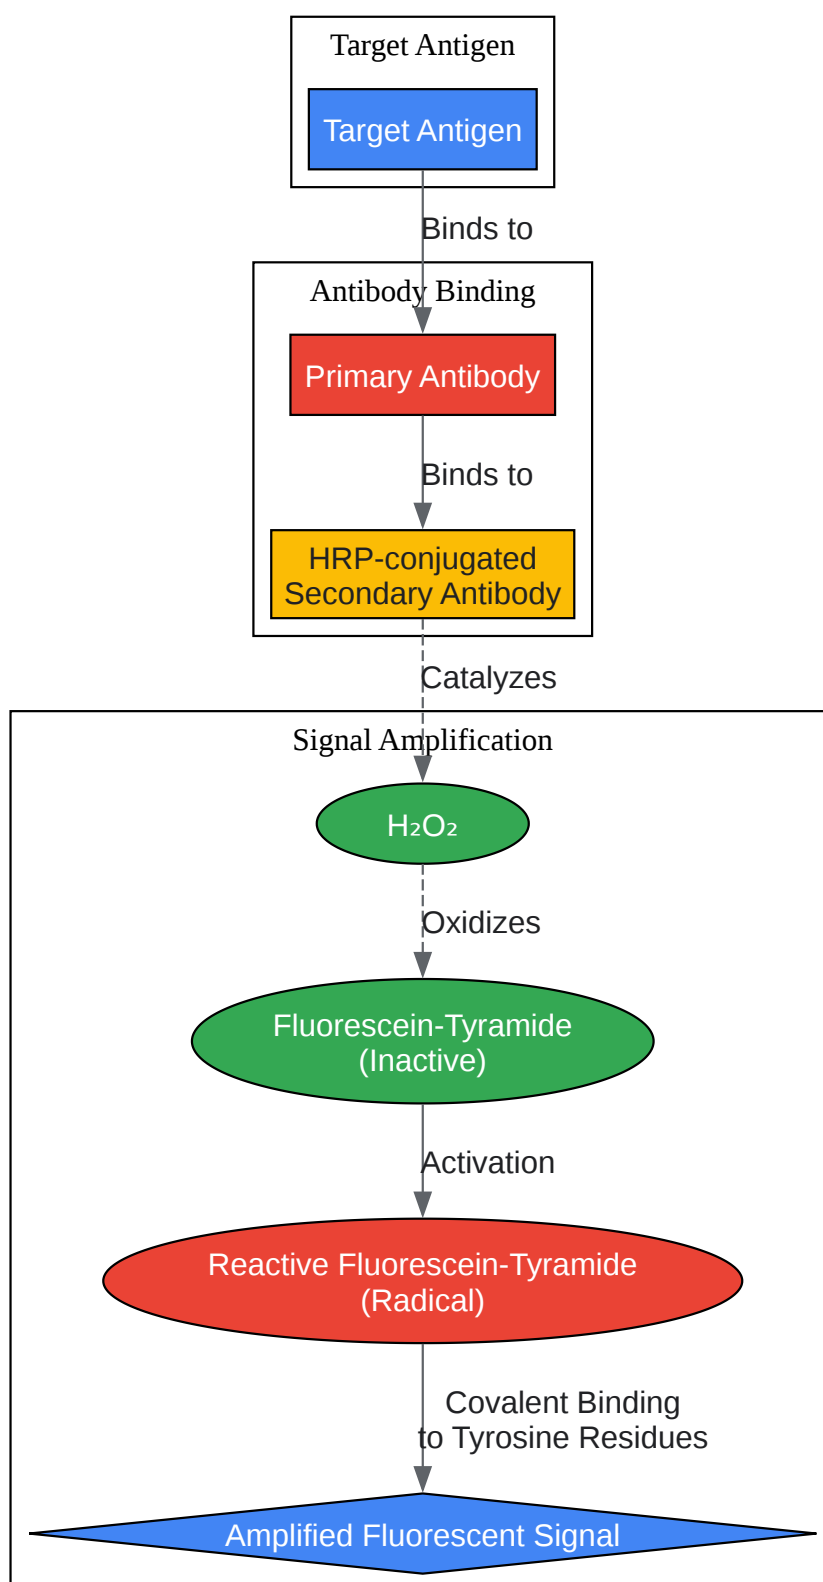 Target Antigen
Target Antigen
Binds to
Antibody Binding
Primary Antibody
Binds to
HRP-conjugated
Secondary Antibody
Catalyzes
Signal Amplification
H₂O₂
Oxidizes
Fluorescein-Tyramide
(Inactive)
Activation
Reactive Fluorescein-Tyramide
(Radical)
Covalent Binding
to Tyrosine Residues
Amplified Fluorescent Signal